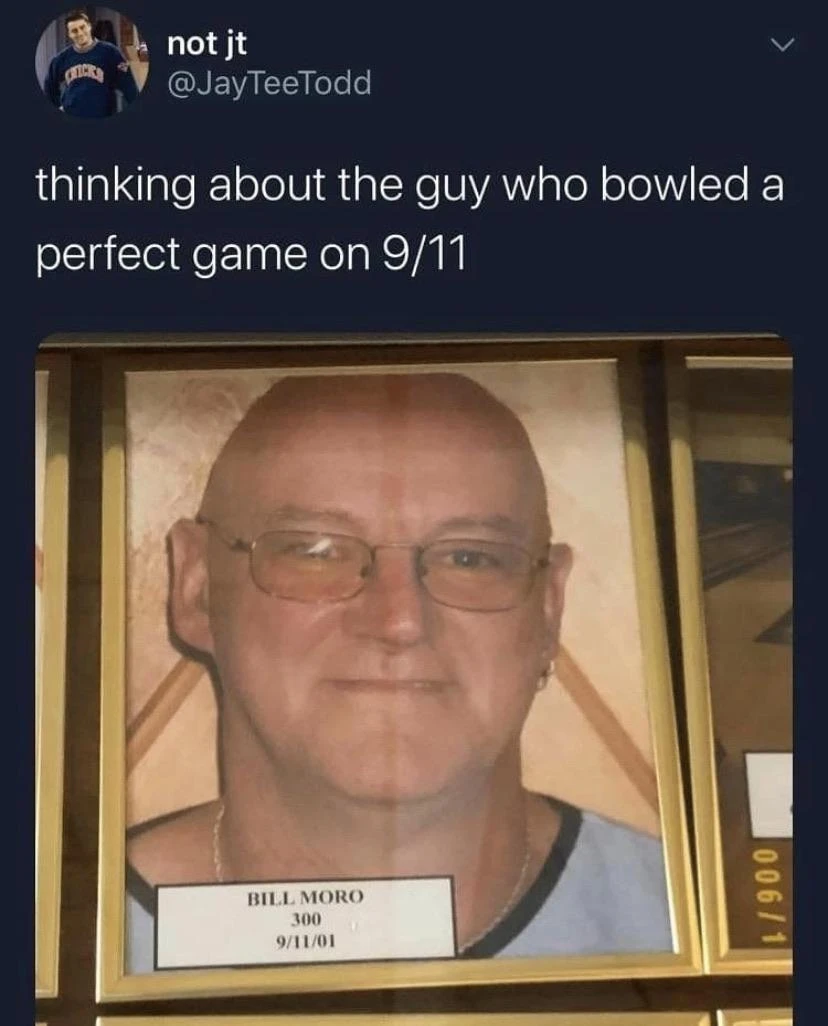 not jt
@JayTeeTodd
thinking about the guy who bowled a
perfect game on 9/11
BILL MORO
300
9/11/01
006/1